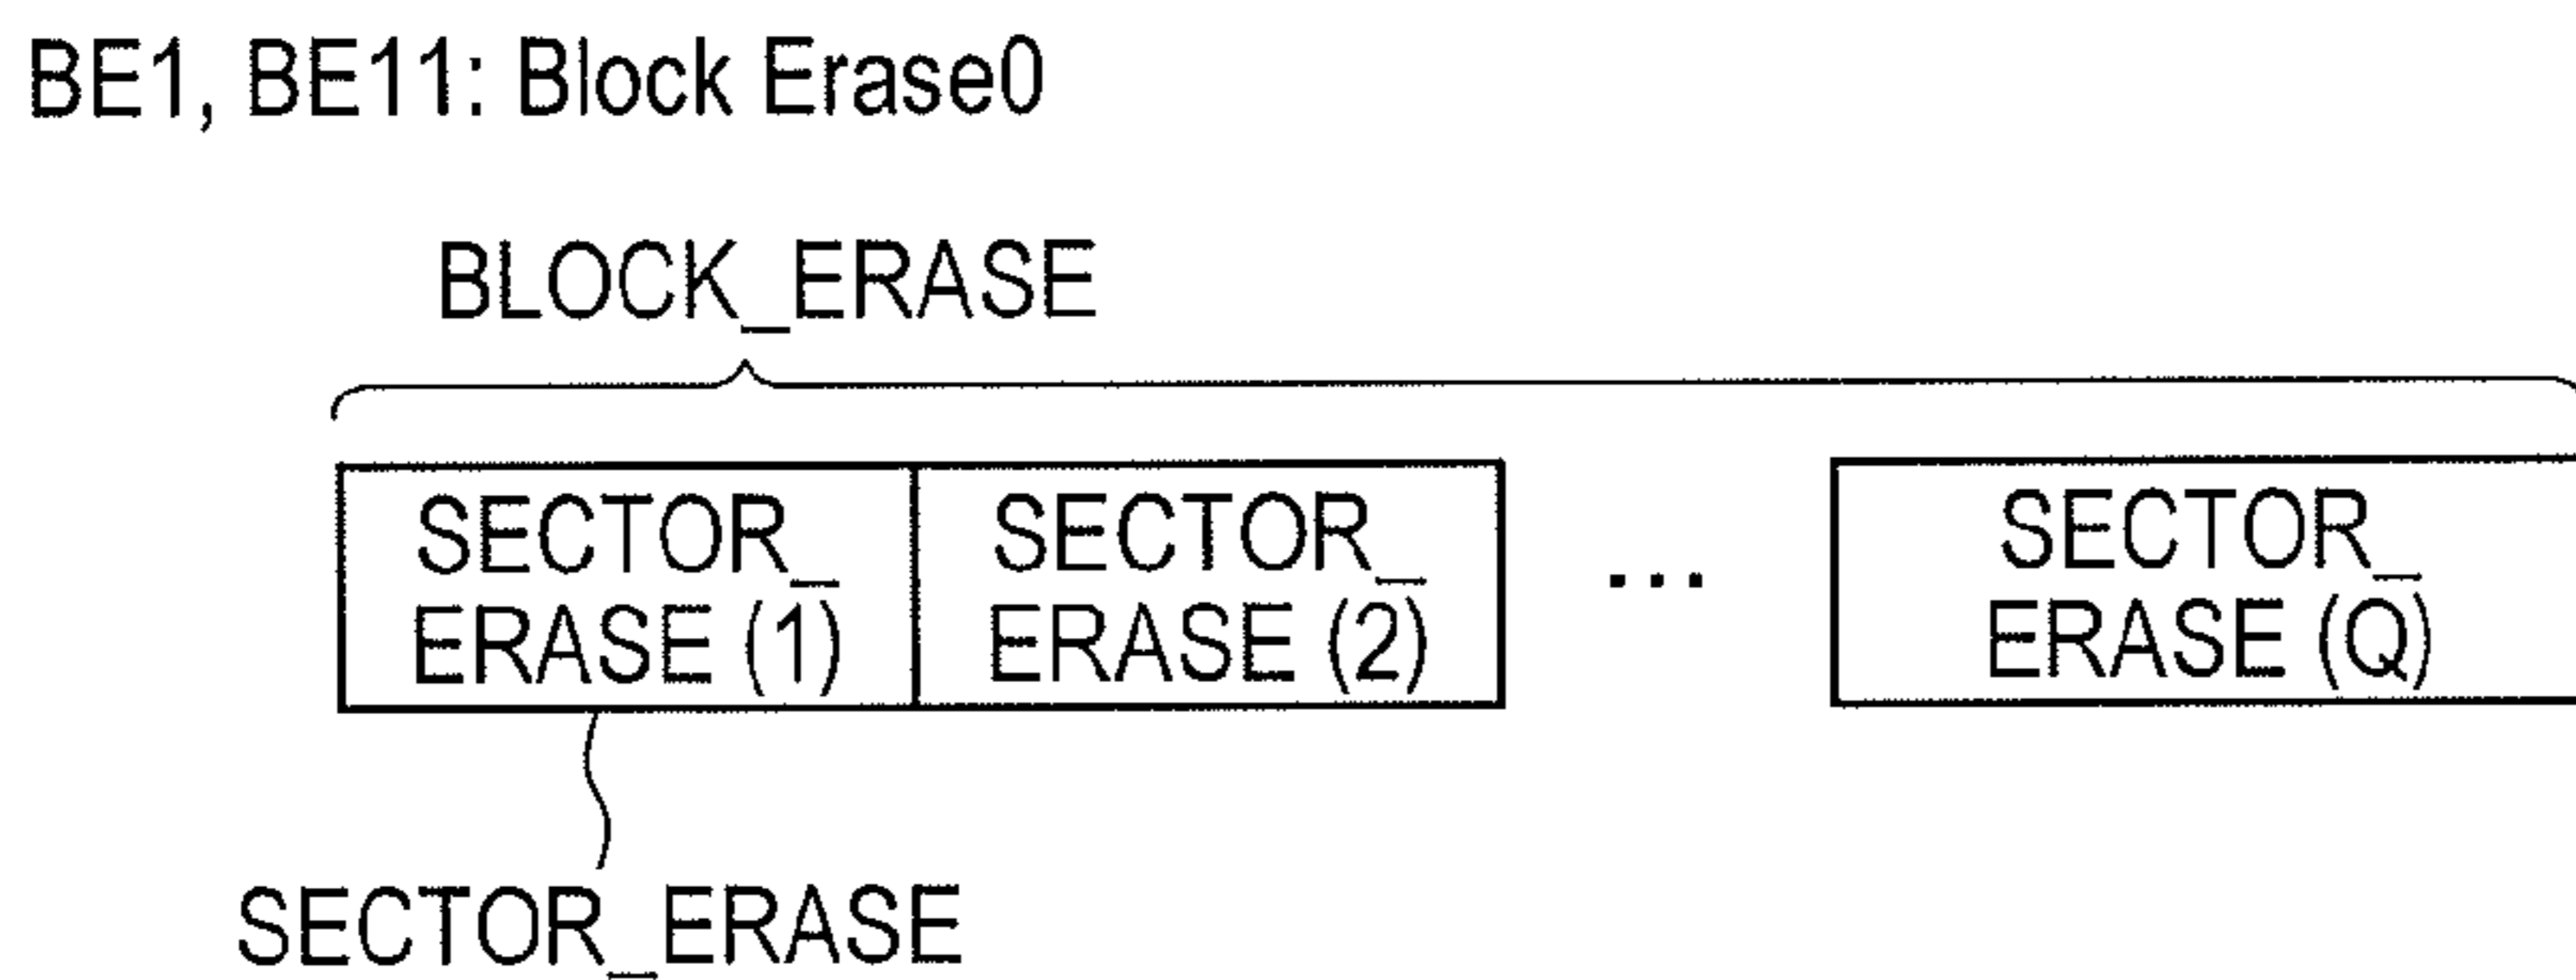 BE1, BE11: Block Erase0
BLOCK_ERASE
SECTOR_
ERASE (1)
SECTOR_
ERASE (2)
...
SECTOR_
ERASE (Q)
SECTOR_ERASE